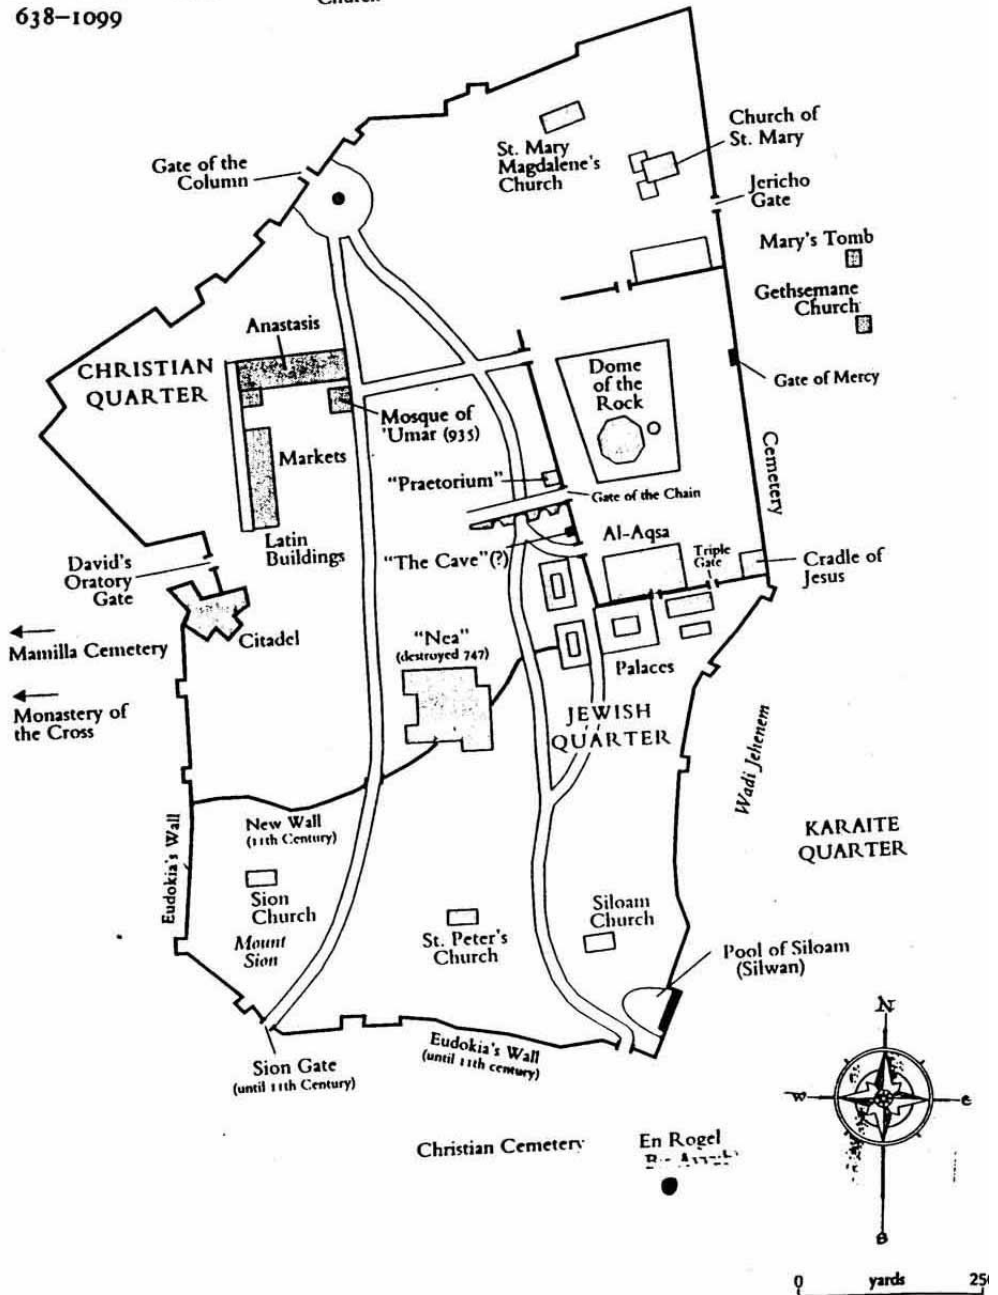 638–1099
Church
Gate of the
Column
St. Mary
Magdalene's
Church
Church of
St. Mary
Jericho
Gate
Mary's Tomb
Gethsemane
Church
Anastasis
CHRISTIAN
QUARTER
Mosque of
'Umar (935)
Dome
of the
Rock
Gate of Mercy
Cemetery
Markets
"Praetorium"
Gate of the Chain
Latin
Buildings
"The Cave"(?)
Al-Aqsa
Triple
Gate
Cradle of
Jesus
David's
Oratory
Gate
Citadel
Mamilla Cemetery
Monastery of
the Cross
"Nea"
(destroyed 747)
Palaces
JEWISH
QUARTER
Wadi Jehenem
KARAITE
QUARTER
New Wall
(11th Century)
Eudokia's Wall
Sion
Church
Mount
Sion
St. Peter's
Church
Siloam
Church
Pool of Siloam
(Silwan)
Sion Gate
(until 11th Century)
Eudokia's Wall
(until 11th century)
Christian Cemetery
En Rogel
N
W
e
S
0 yards 250